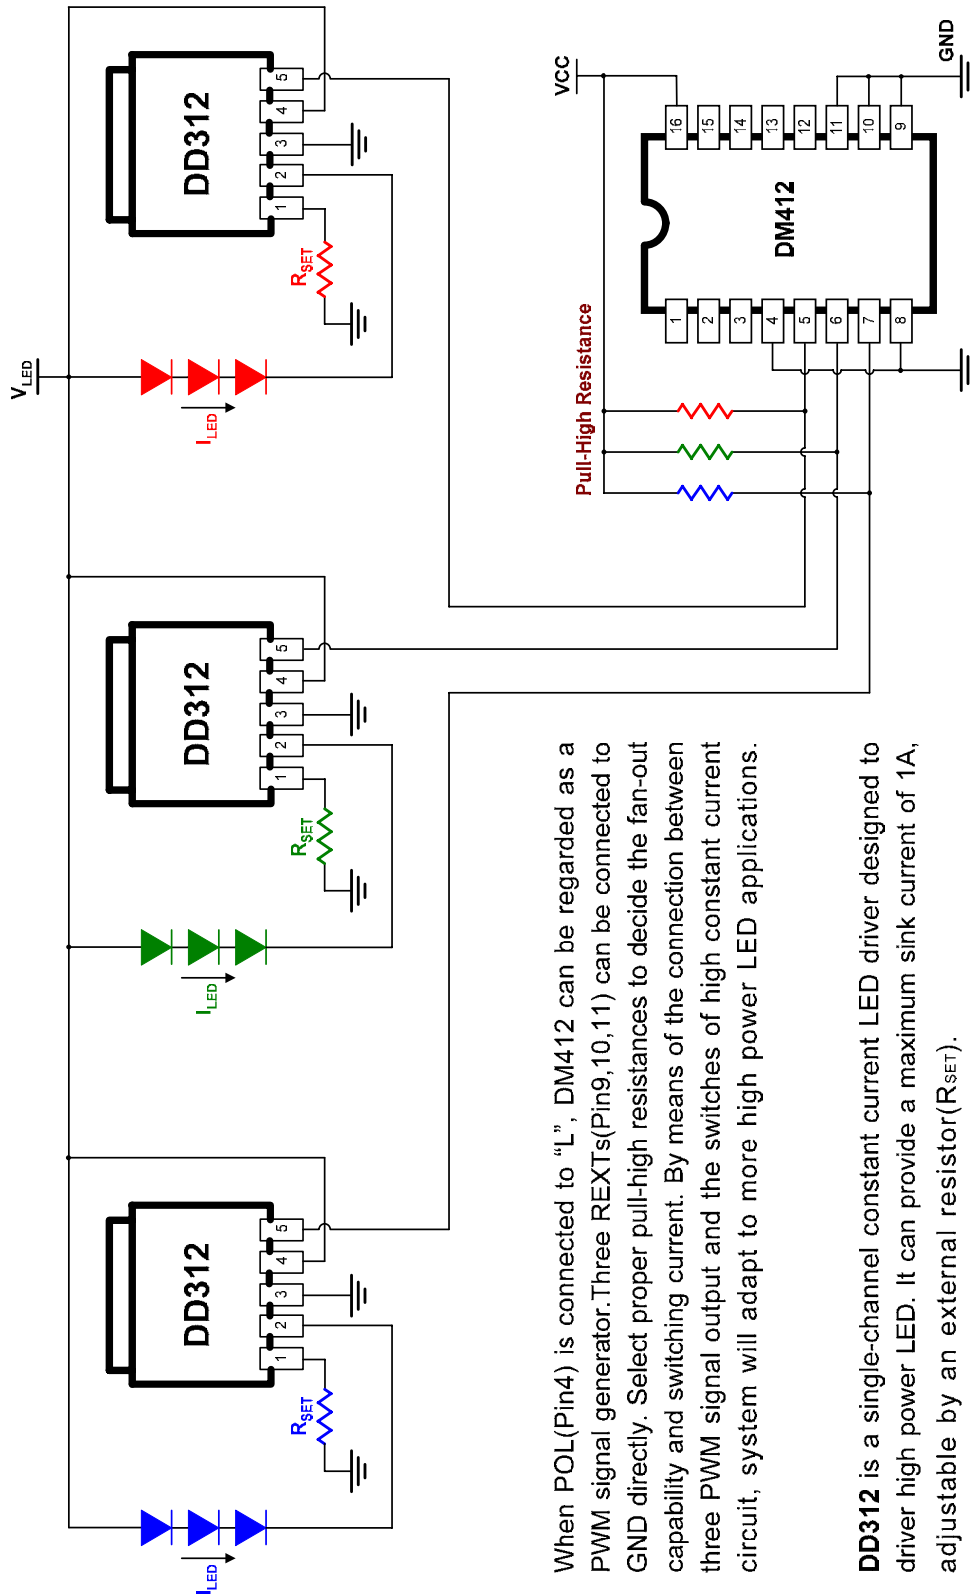 V_LED
I_LED
I_LED
I_LED
DD312
DD312
DD312
1 2 3 4 5
1 2 3 4 5
1 2 3 4 5
R_SET
R_SET
R_SET
Pull-High Resistance
VCC
DM412
1 2 3 4 5 6 7 8
16 15 14 13 12 11 10 9
GND
When POL(Pin4) is connected to “L”, DM412 can be regarded as a
PWM signal generator.Three REXTs(Pin9,10,11) can be connected to
GND directly. Select proper pull-high resistances to decide the fan-out
capability and switching current. By means of the connection between
three PWM signal output and the switches of high constant current
circuit, system will adapt to more high power LED applications.
DD312 is a single-channel constant current LED driver designed to
driver high power LED. It can provide a maximum sink current of 1A,
adjustable by an external resistor(RSET).